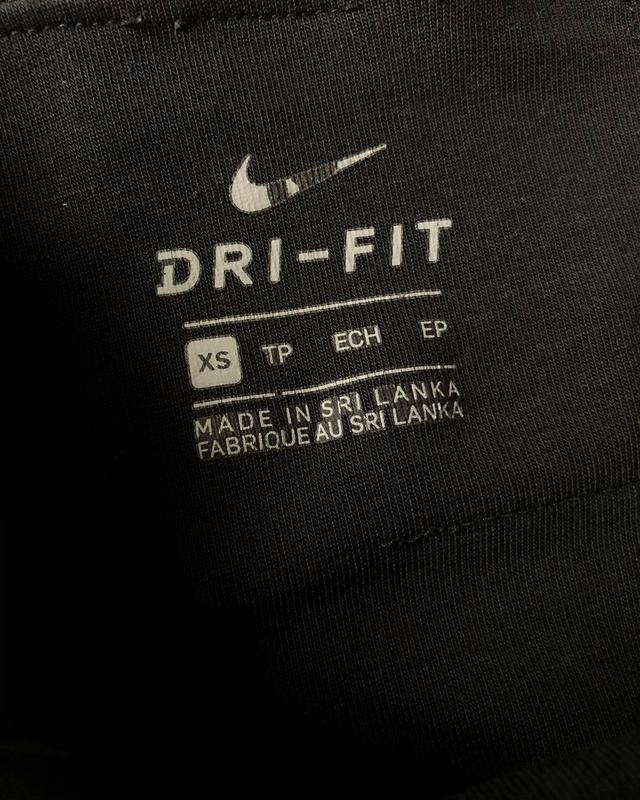 DRI-FIT
XS TP ECH EP
MADE IN SRI LANKA
FABRIQUE AU SRI LANKA